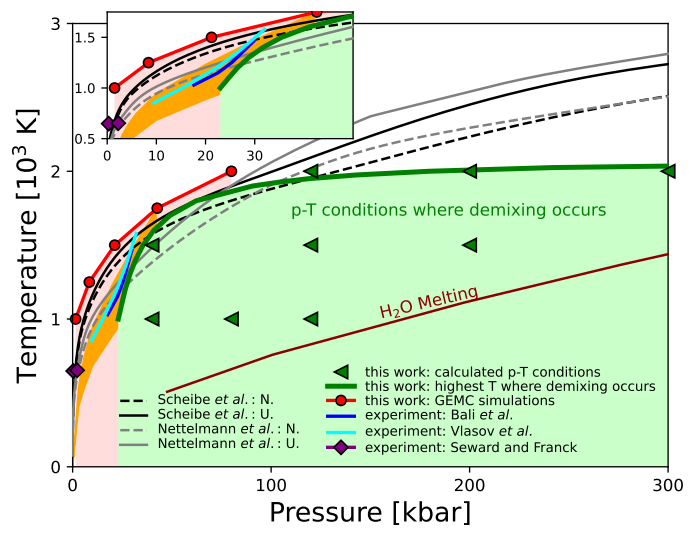 3
2
1
0
Temperature [10³ K]
1.5
1.0
0.5
0
10
20
30
p-T conditions where demixing occurs
H₂O Melting
this work: calculated p-T conditions
this work: highest T where demixing occurs
this work: GEMC simulations
experiment: Bali et al.
experiment: Vlasov et al.
experiment: Seward and Franck
Scheibe et al.: N.
Scheibe et al.: U.
Nettelmann et al.: N.
Nettelmann et al.: U.
0
100
200
300
Pressure [kbar]